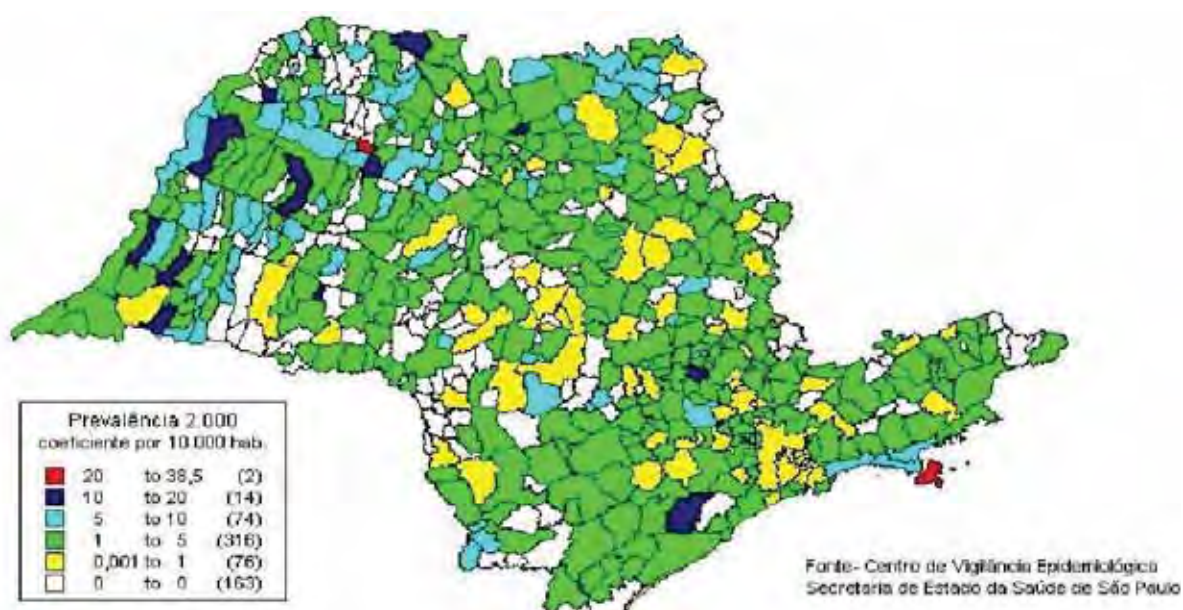 Prevalência 2.000
coeficiente por 10.000 hab.
20 to 38,5 (2)
10 to 20 (14)
5 to 10 (74)
1 to 5 (316)
0,001 to 1 (76)
0 to 0 (163)
Fonte- Centro de Vigilância Epidemiológica
Secretaria de Estado da Saúde de São Paulo